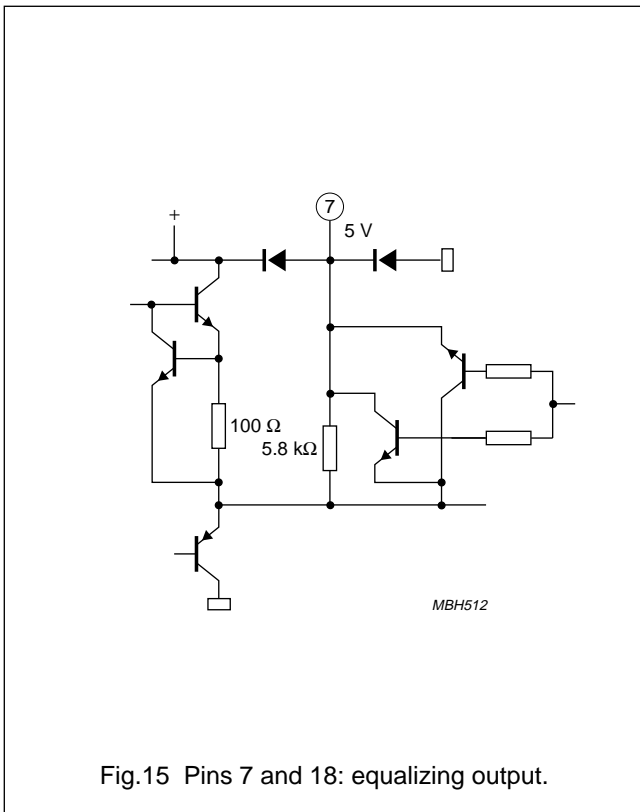 +
7
5 V
100 Ω
5.8 kΩ
MBH512
Fig.15 Pins 7 and 18: equalizing output.